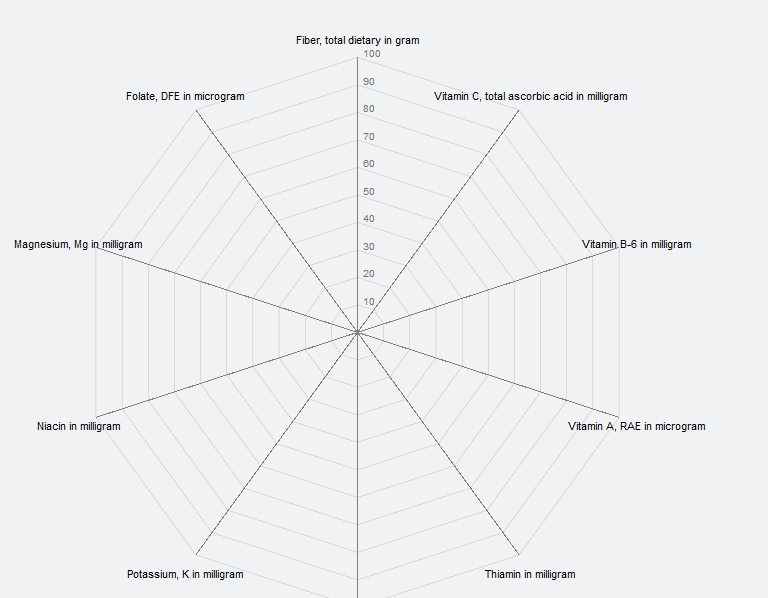 Fiber, total dietary in gram
100
Folate, DFE in microgram
Vitamin C, total ascorbic acid in milligram
90
80
70
60
50
40
Magnesium, Mg in milligram
Vitamin B-6 in milligram
30
20
10
Niacin in milligram
Vitamin A, RAE in microgram
Potassium, K in milligram
Thiamin in milligram